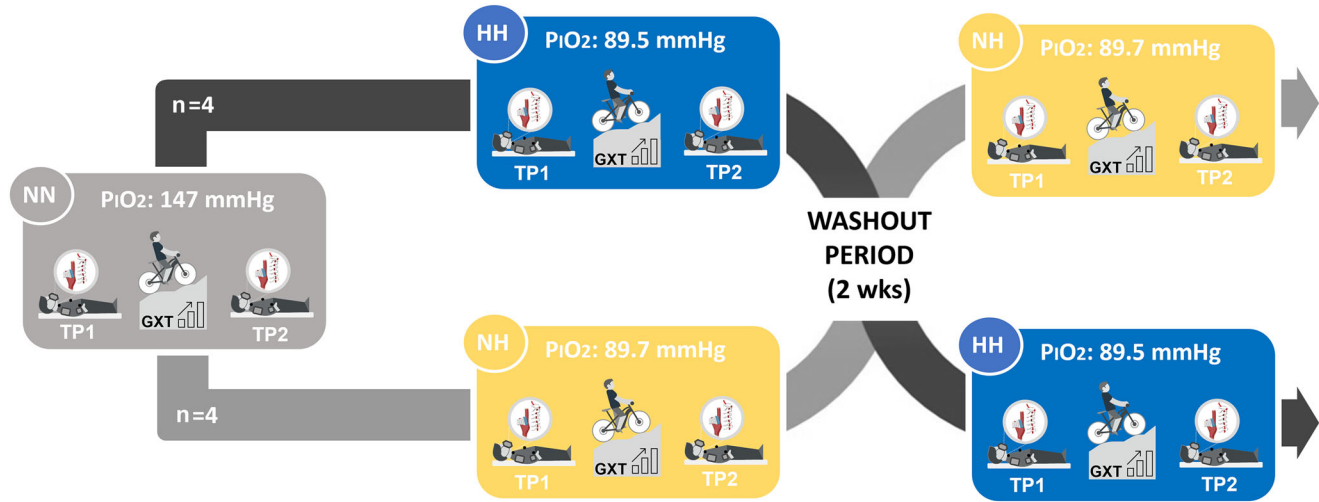 n=4
NN
PIO2: 147 mmHg
TP1
GXT
TP2
n=4
HH
PIO2: 89.5 mmHg
TP1
GXT
TP2
NH
PIO2: 89.7 mmHg
TP1
GXT
TP2
WASHOUT
PERIOD
(2 wks)
NH
PIO2: 89.7 mmHg
TP1
GXT
TP2
HH
PIO2: 89.5 mmHg
TP1
GXT
TP2